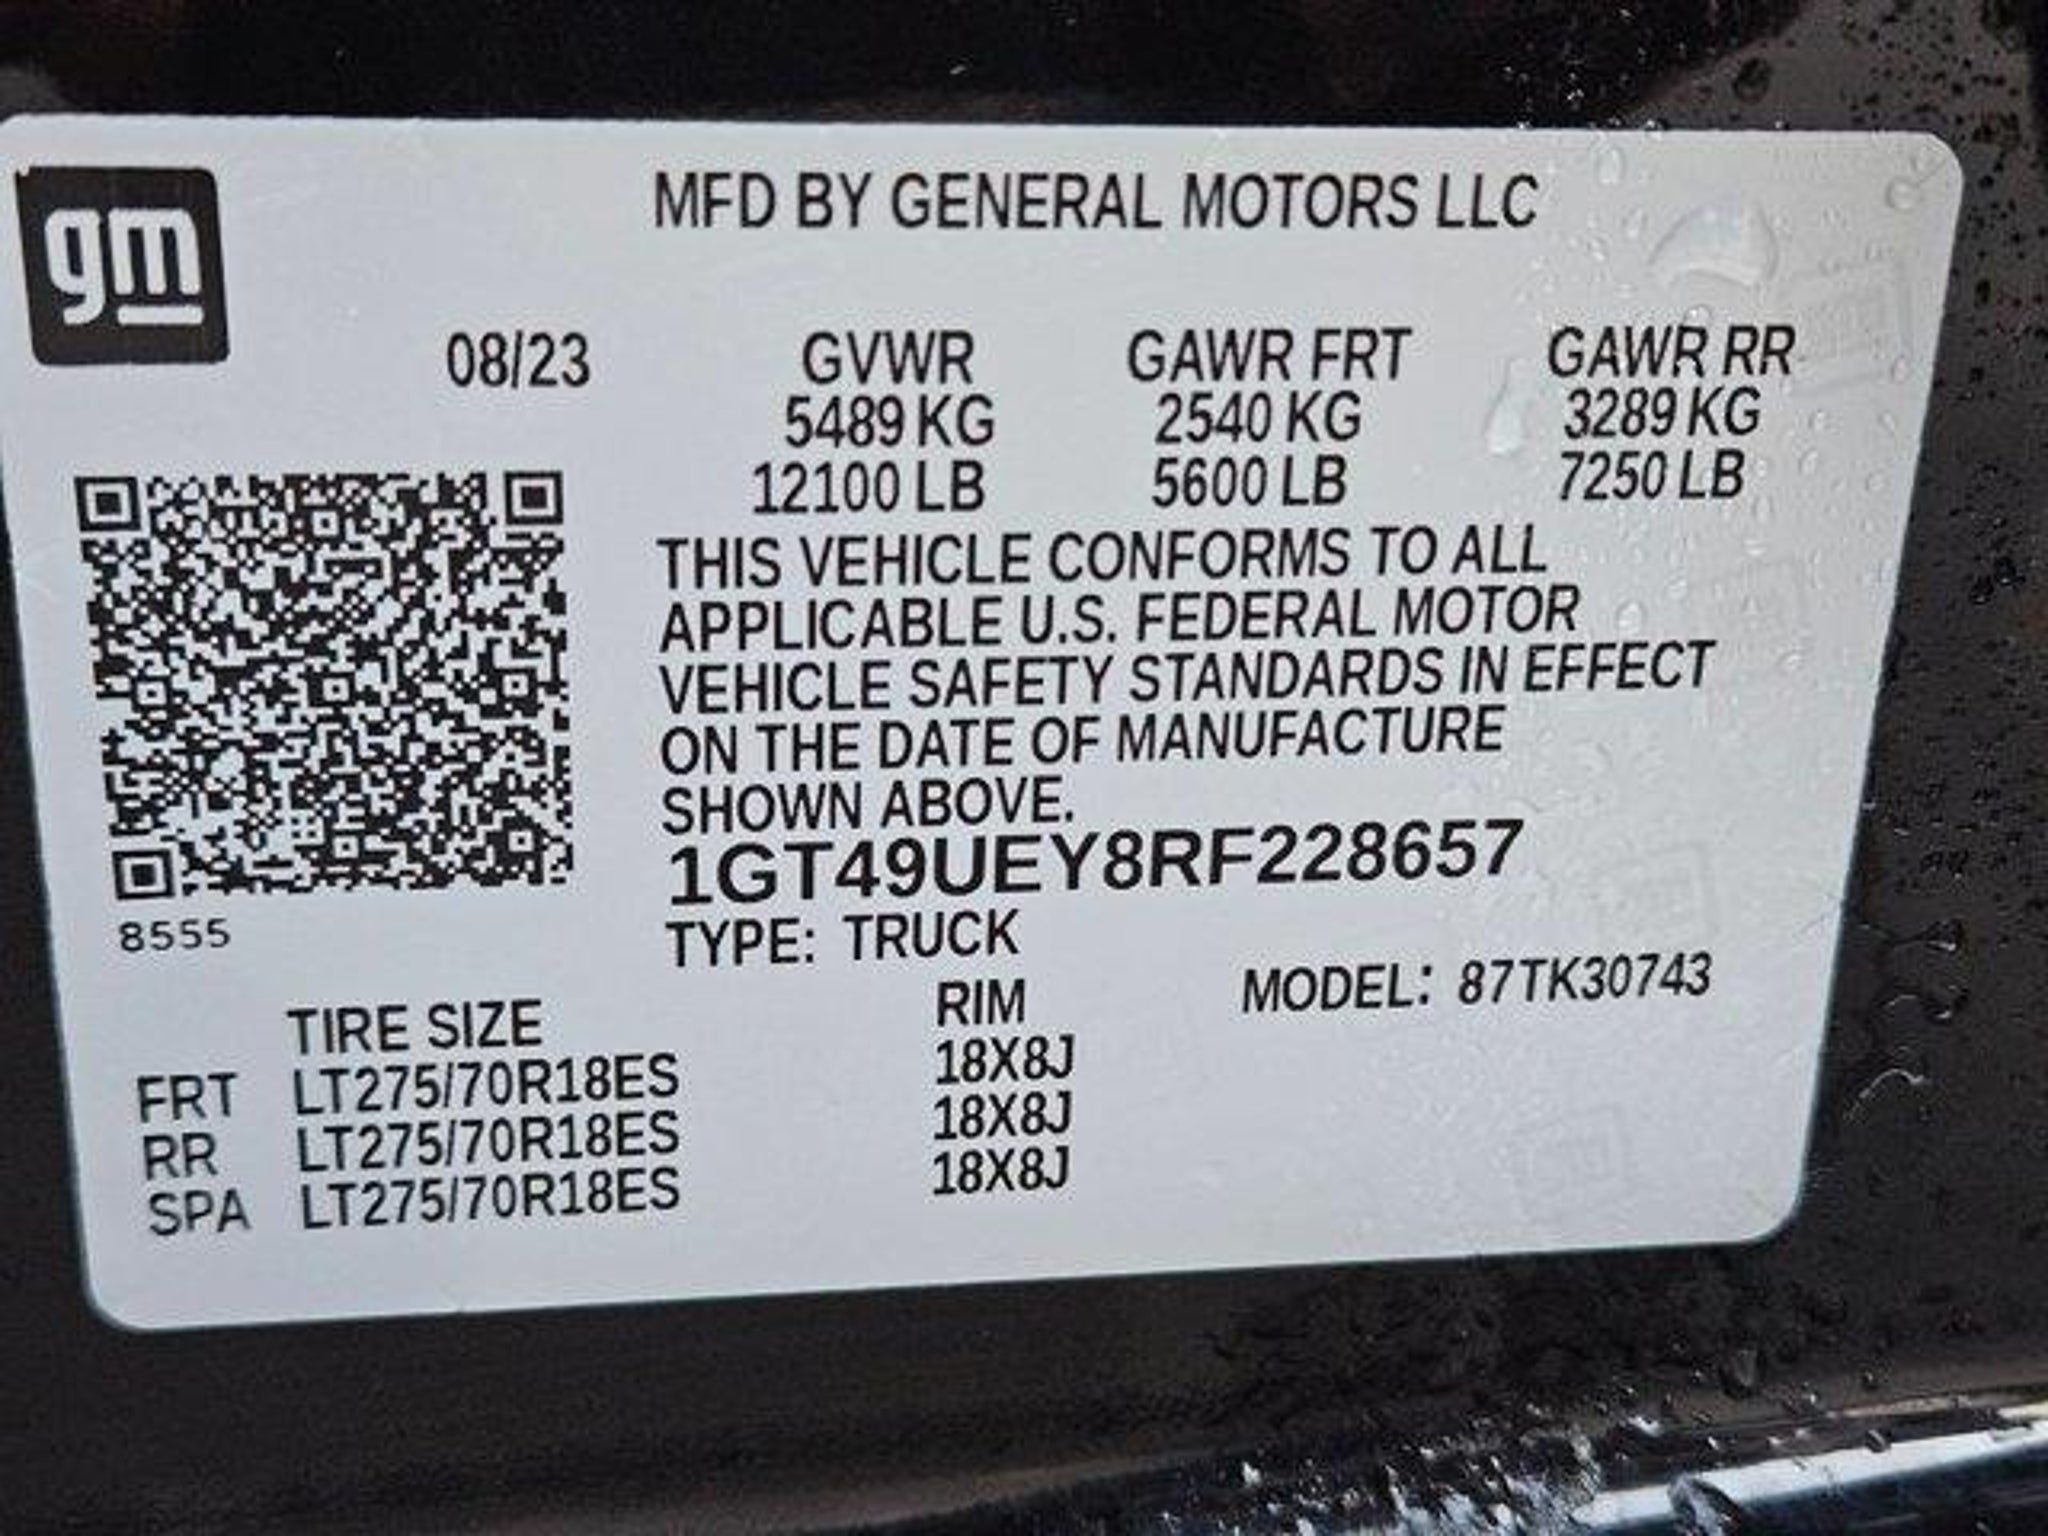 gm
MFD BY GENERAL MOTORS LLC
08/23 GVWR GAWR FRT GAWR RR
5489 KG 2540 KG 3289 KG
12100 LB 5600 LB 7250 LB
THIS VEHICLE CONFORMS TO ALL
APPLICABLE U.S. FEDERAL MOTOR
VEHICLE SAFETY STANDARDS IN EFFECT
ON THE DATE OF MANUFACTURE
SHOWN ABOVE.
1GT49UEY8RF228657
8555
TYPE: TRUCK
MODEL: 87TK30743
TIRE SIZE RIM
FRT LT275/70R18ES 18X8J
RR LT275/70R18ES 18X8J
SPA LT275/70R18ES 18X8J